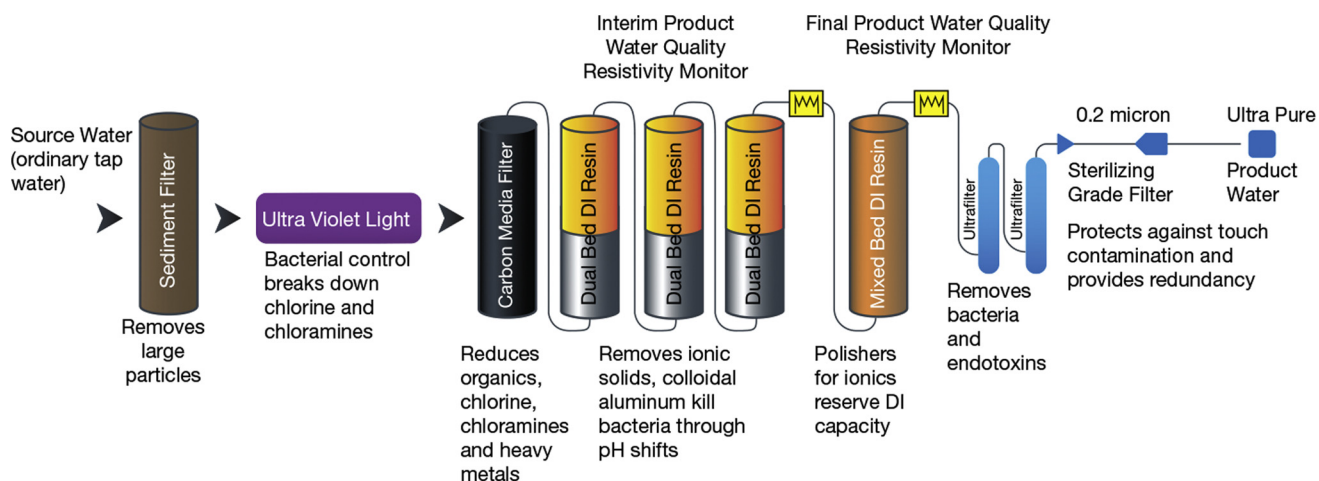 Interim Product
Water Quality
Resistivity Monitor
Final Product Water Quality
Resistivity Monitor
Source Water
(ordinary tap
water)
Sediment Filter
Removes
large
particles
Ultra Violet Light
Bacterial control
breaks down
chlorine and
chloramines
Carbon Media Filter
Reduces
organics,
chlorine,
chloramines
and heavy
metals
Dual Bed DI Resin
Dual Bed DI Resin
Dual Bed DI Resin
Removes ionic
solids, colloidal
aluminum kill
bacteria through
pH shifts
Mixed Bed DI Resin
Polishers
for ionics
reserve DI
capacity
Ultrafilter
Ultrafilter
Removes
bacteria
and
endotoxins
0.2 micron
Sterilizing
Grade Filter
Protects against touch
contamination and
provides redundancy
Ultra Pure
Product
Water